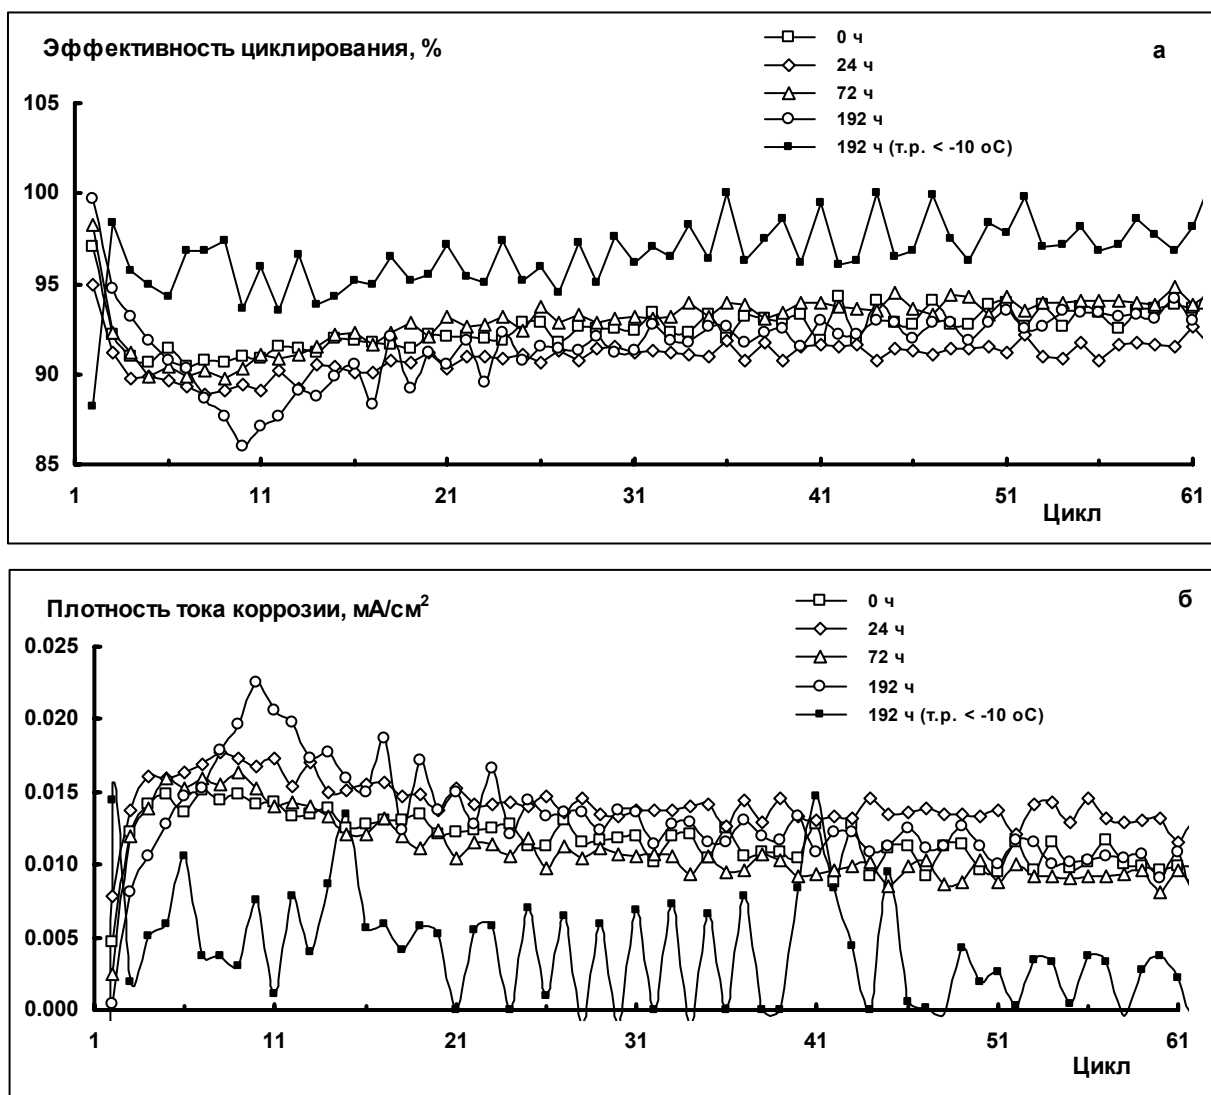 Эффективность циклирования, %
а
0 ч
24 ч
72 ч
192 ч
192 ч (т.р. < -10 оС)
105
100
95
90
85
1 11 21 31 41 51 61
Цикл
Плотность тока коррозии, мА/см²
б
0 ч
24 ч
72 ч
192 ч
192 ч (т.р. < -10 оС)
0.025
0.020
0.015
0.010
0.005
0.000
1 11 21 31 41 51 61
Цикл